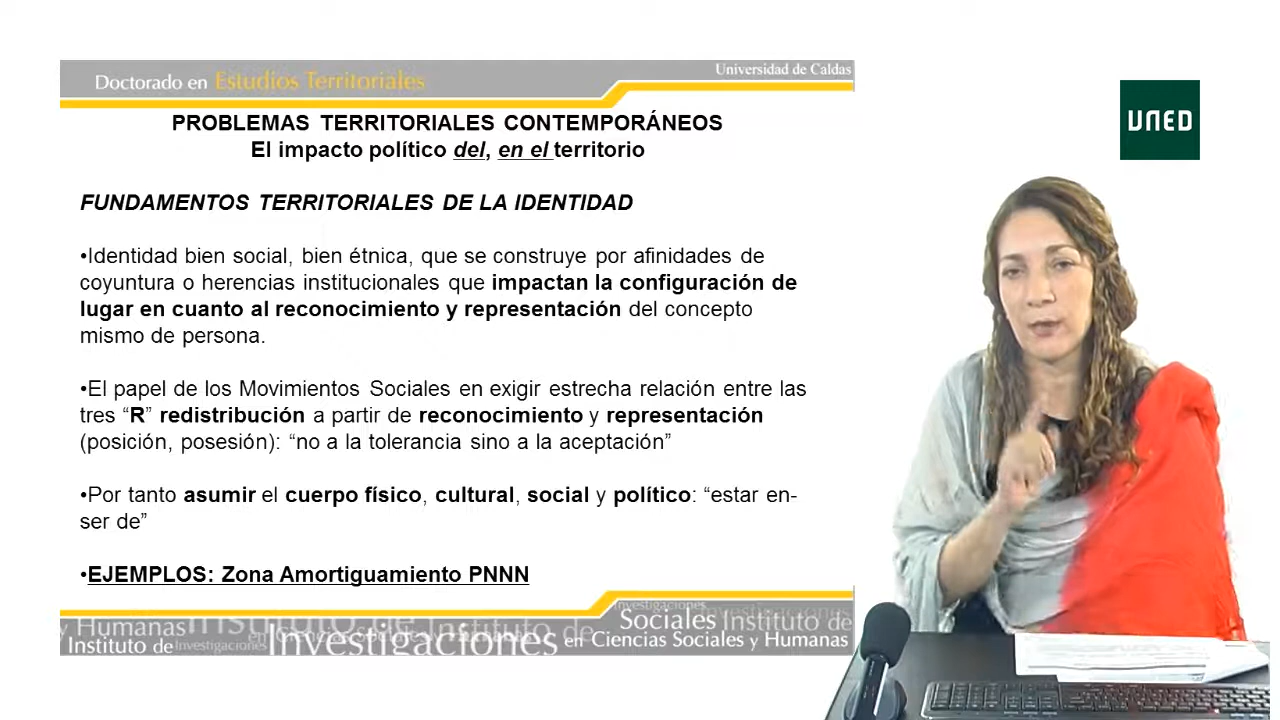 Doctorado en Estudios Territoriales
Universidad de Caldas
UNED
PROBLEMAS TERRITORIALES CONTEMPORÁNEOS
El impacto político del, en el territorio
FUNDAMENTOS TERRITORIALES DE LA IDENTIDAD
•Identidad bien social, bien étnica, que se construye por afinidades de
coyuntura o herencias institucionales que impactan la configuración de
lugar en cuanto al reconocimiento y representación del concepto
mismo de persona.
•El papel de los Movimientos Sociales en exigir estrecha relación entre las
tres “R” redistribución a partir de reconocimiento y representación
(posición, posesión): “no a la tolerancia sino a la aceptación”
•Por tanto asumir el cuerpo físico, cultural, social y político: “estar en-
ser de”
•EJEMPLOS: Zona Amortiguamiento PNNN
Investigaciones
y Humanas Instituto de Sociales Instituto de
Instituto de Investigaciones Investigaciones en Ciencias Sociales y Humanas